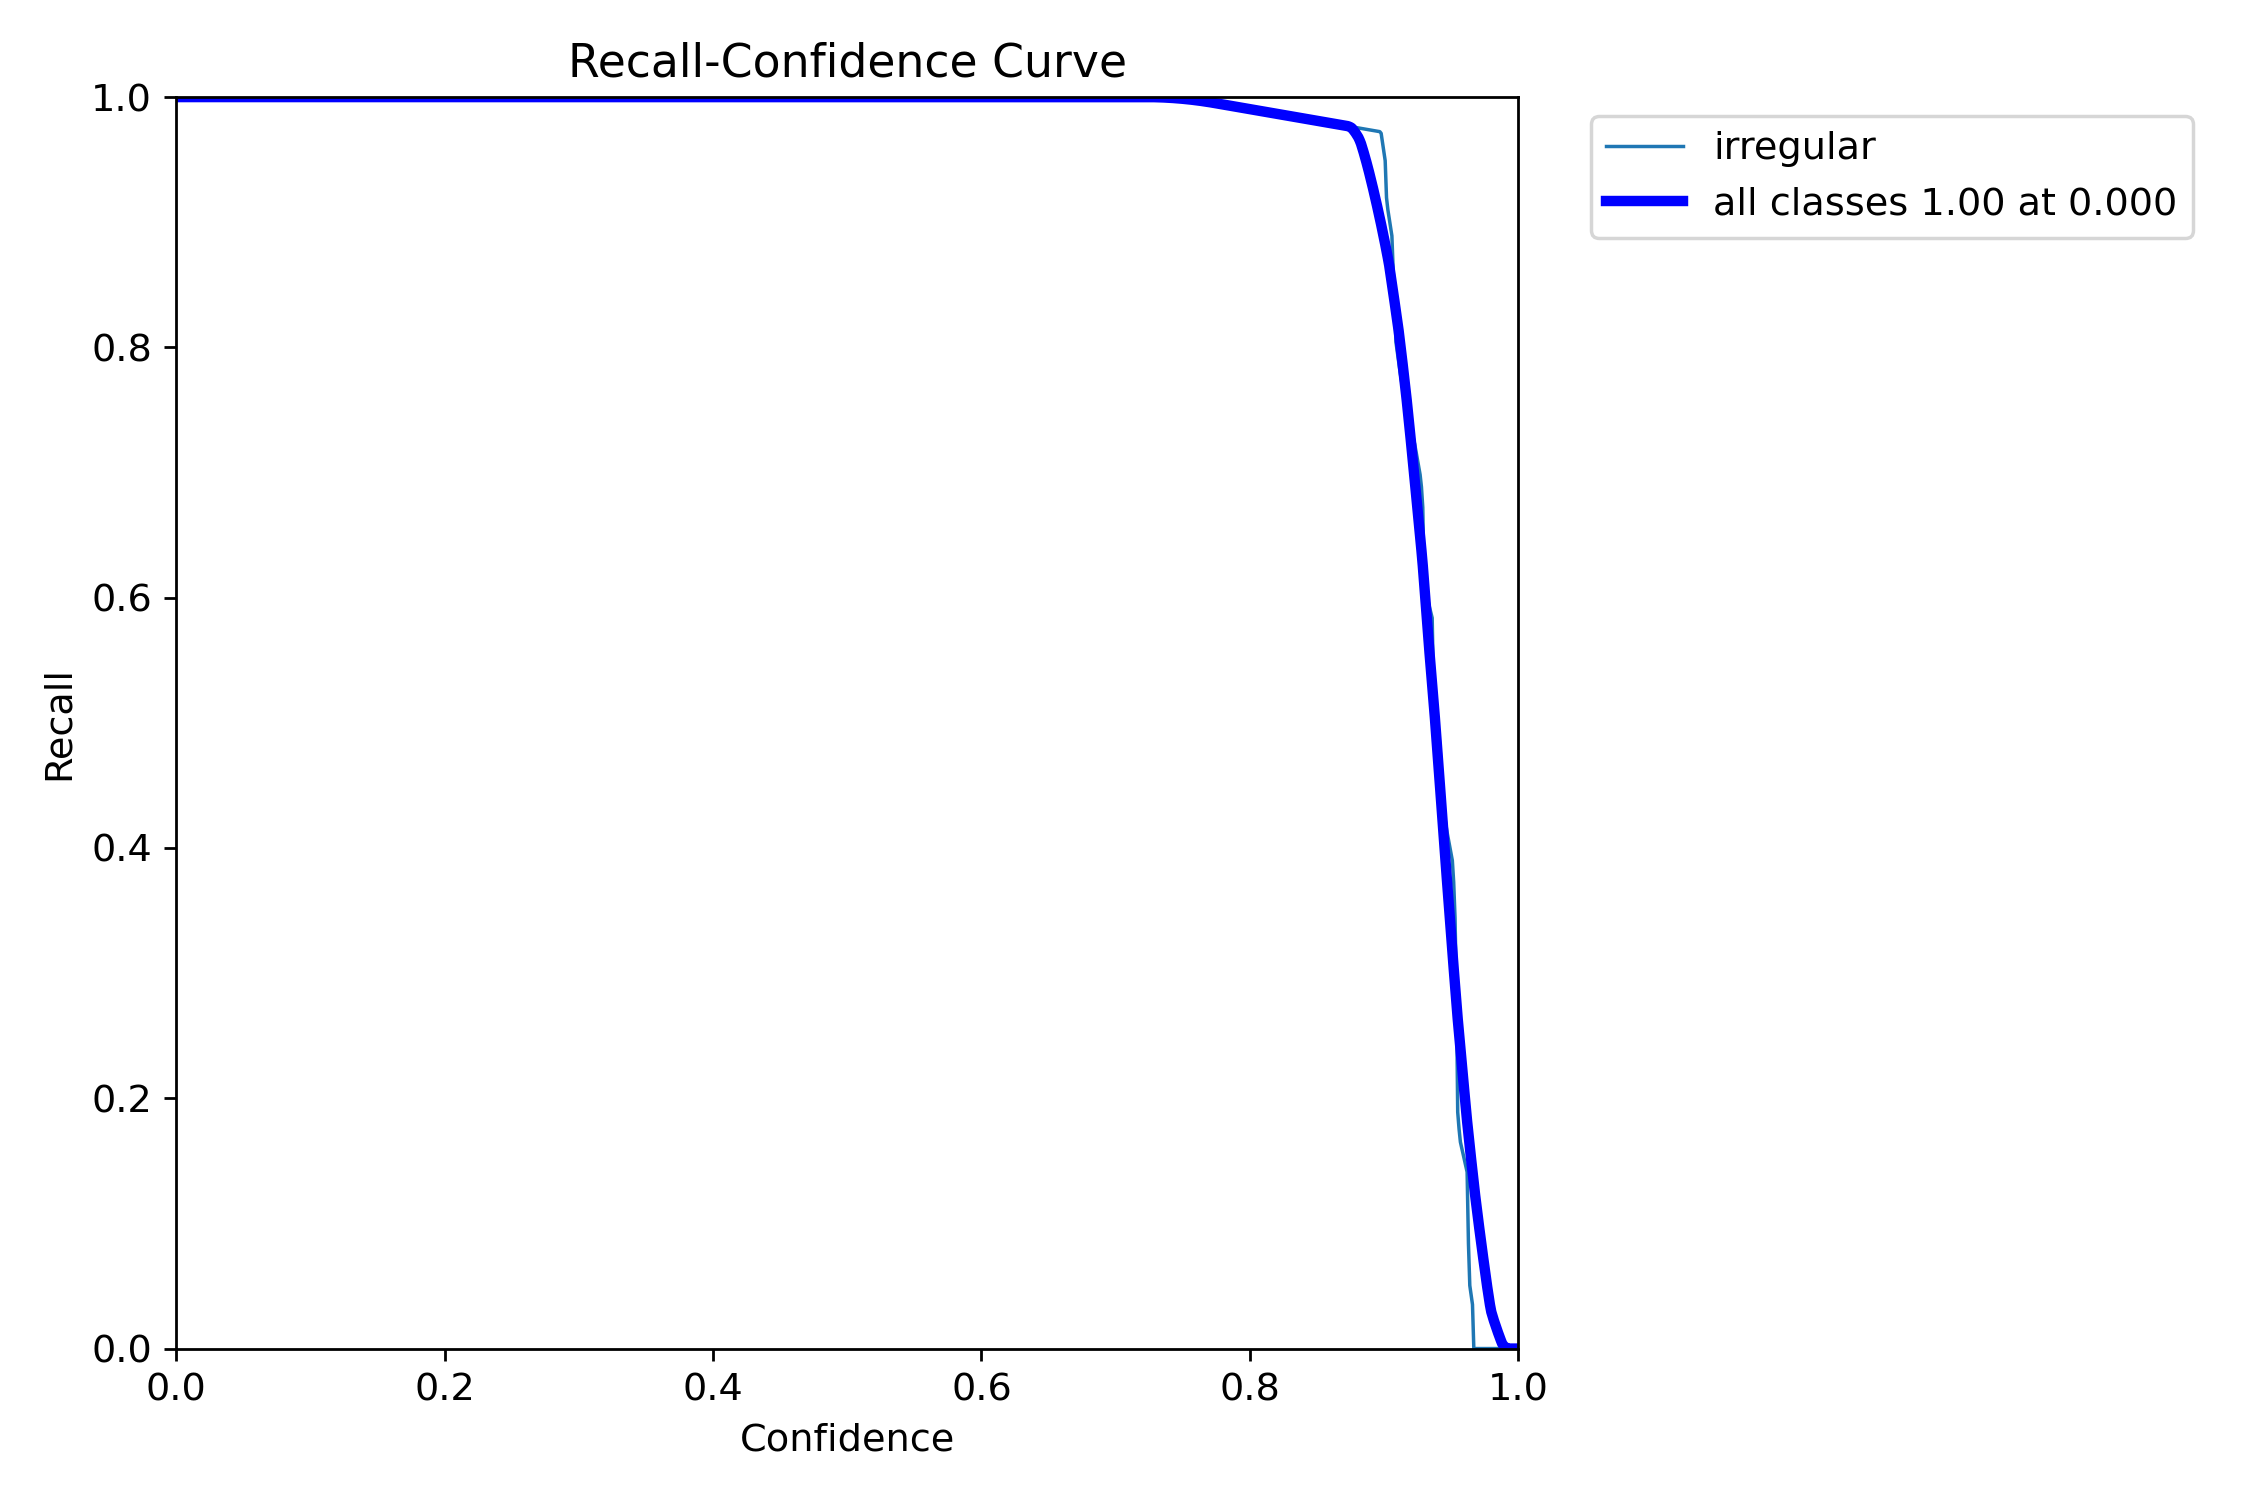 Recall-Confidence Curve
1.0
0.8
0.6
0.4
0.2
0.0
Recall
0.0 0.2 0.4 0.6 0.8 1.0
Confidence
irregular
all classes 1.00 at 0.000